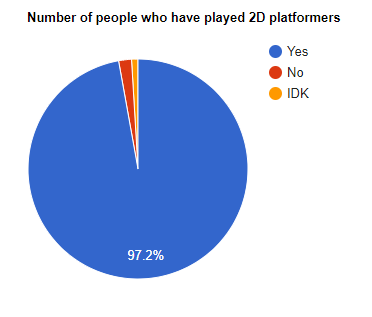 Number of people who have played 2D platformers
Yes
No
IDK
97.2%